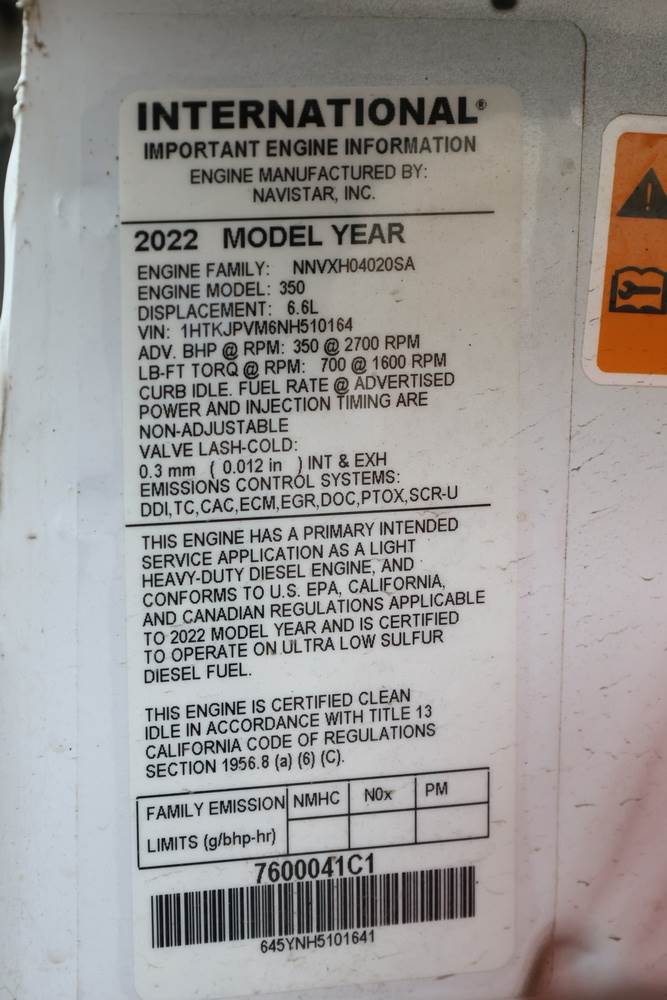 INTERNATIONAL®
IMPORTANT ENGINE INFORMATION
ENGINE MANUFACTURED BY:
NAVISTAR, INC.
2022 MODEL YEAR
ENGINE FAMILY: NNVXH04020SA
ENGINE MODEL: 350
DISPLACEMENT: 6.6L
VIN: 1HTKJPVM6NH510164
ADV. BHP @ RPM: 350 @ 2700 RPM
LB-FT TORQ @ RPM: 700 @ 1600 RPM
CURB IDLE. FUEL RATE @ ADVERTISED
POWER AND INJECTION TIMING ARE
NON-ADJUSTABLE
VALVE LASH-COLD:
0.3 mm ( 0.012 in ) INT & EXH
EMISSIONS CONTROL SYSTEMS:
DDI,TC,CAC,ECM,EGR,DOC,PTOX,SCR-U
THIS ENGINE HAS A PRIMARY INTENDED
SERVICE APPLICATION AS A LIGHT
HEAVY-DUTY DIESEL ENGINE, AND
CONFORMS TO U.S. EPA, CALIFORNIA,
AND CANADIAN REGULATIONS APPLICABLE
TO 2022 MODEL YEAR AND IS CERTIFIED
TO OPERATE ON ULTRA LOW SULFUR
DIESEL FUEL.
THIS ENGINE IS CERTIFIED CLEAN
IDLE IN ACCORDANCE WITH TITLE 13
CALIFORNIA CODE OF REGULATIONS
SECTION 1956.8 (a) (6) (C).
FAMILY EMISSION NMHC N0x PM
LIMITS (g/bhp-hr)
7600041C1
645YNH5101641